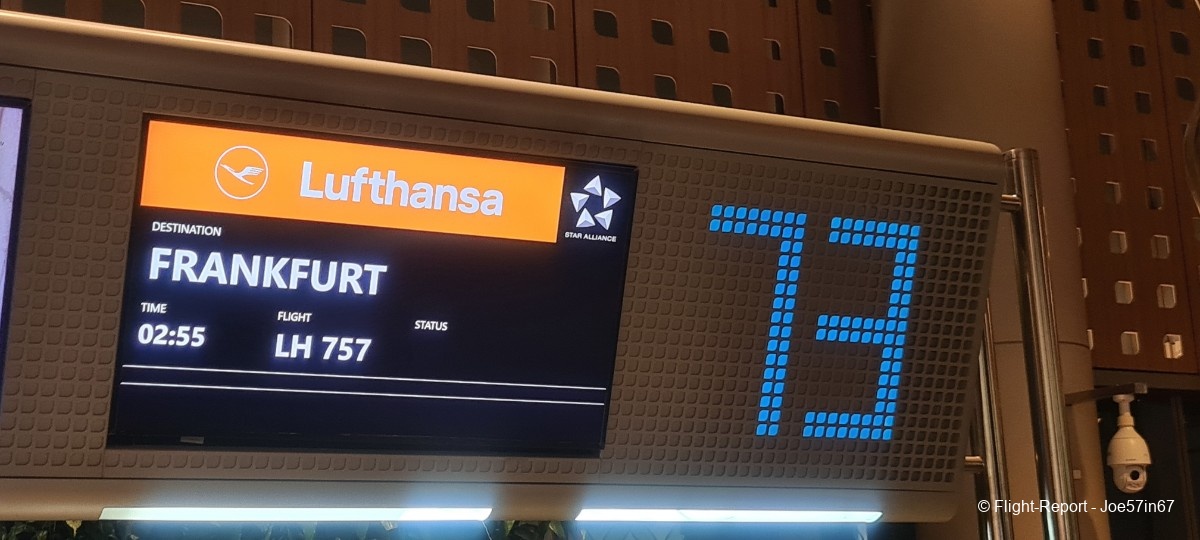 Lufthansa
STAR ALLIANCE
DESTINATION
FRANKFURT
TIME FLIGHT STATUS
02:55 LH 757
73
© Flight-Report - Joe57in67